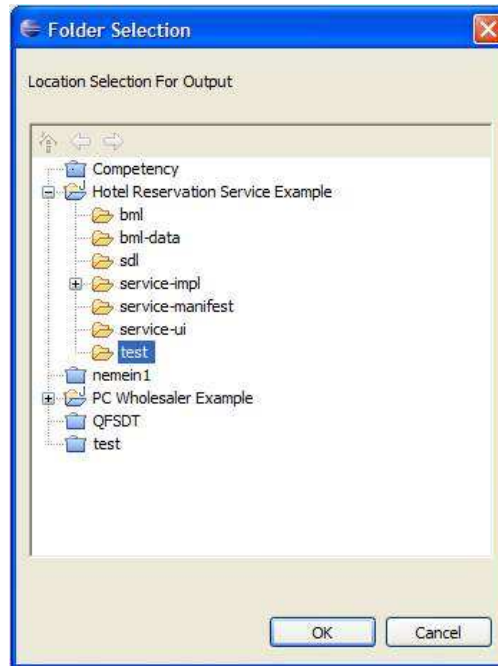 Folder Selection
Location Selection For Output
Competency
Hotel Reservation Service Example
bml
bml-data
sdl
service-impl
service-manifest
service-ui
test
nemein1
PC Wholesaler Example
QFSDT
test
OK
Cancel